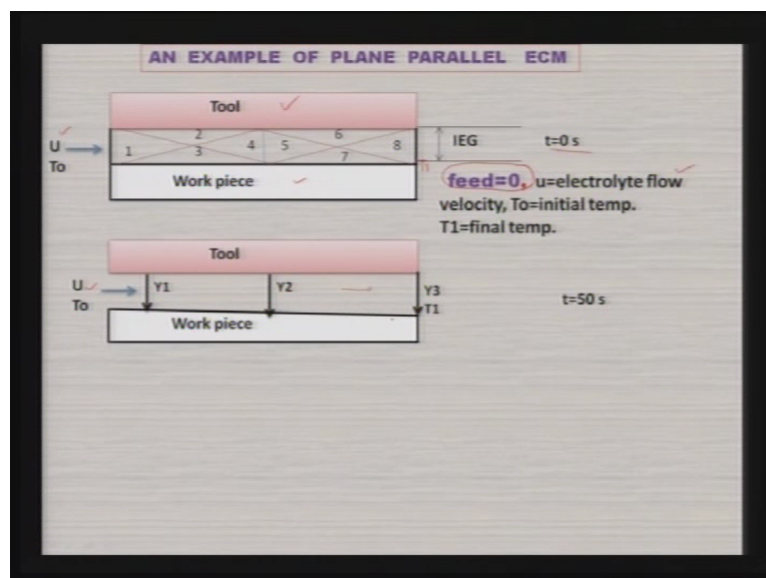 AN EXAMPLE OF PLANE PARALLEL ECM
Tool
U
To
1 2 3 4 5 6 7 8
T1
IEG
t=0 s
Work piece
feed=0, u=electrolyte flow
velocity, To=initial temp.
T1=final temp.
Tool
U
To
Y1
Y2
Y3
T1
t=50 s
Work piece